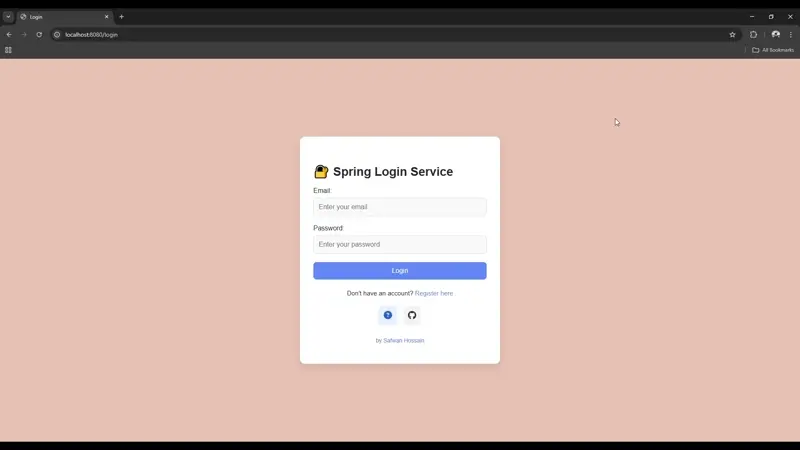 Login
localhost:8080/login
All Bookmarks
Spring Login Service
Email:
Enter your email
Password:
Enter your password
Login
Don't have an account? Register here
by Safwan Hossain